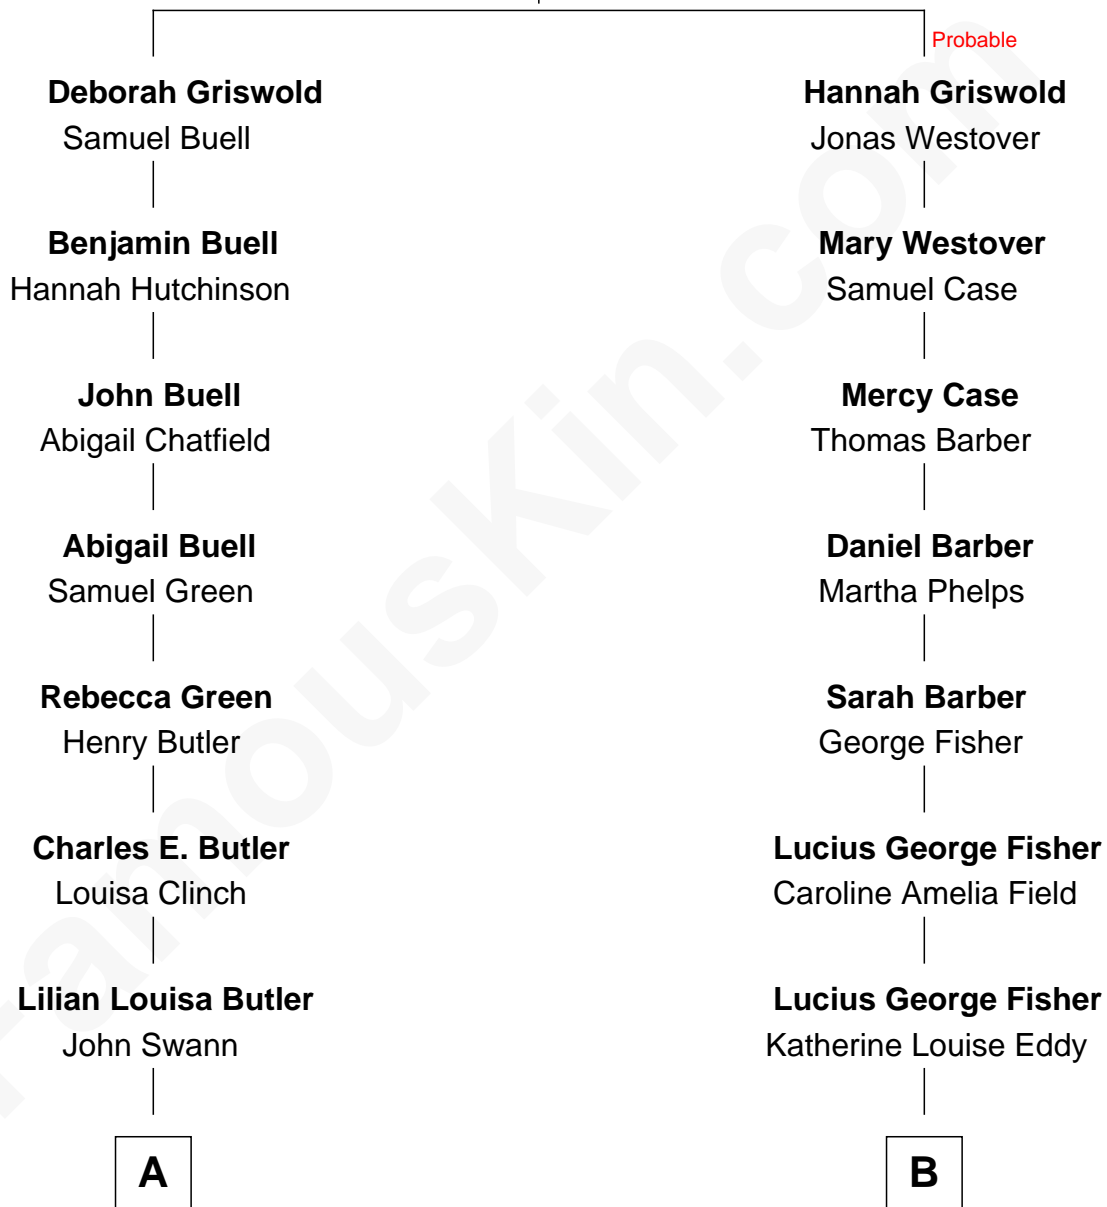 Probable
Deborah Griswold
Samuel Buell
Hannah Griswold
Jonas Westover
Benjamin Buell
Hannah Hutchinson
Mary Westover
Samuel Case
John Buell
Abigail Chatfield
Mercy Case
Thomas Barber
Abigail Buell
Samuel Green
Daniel Barber
Martha Phelps
Rebecca Green
Henry Butler
Sarah Barber
George Fisher
Charles E. Butler
Louisa Clinch
Lucius George Fisher
Caroline Amelia Field
Lilian Louisa Butler
John Swann
Lucius George Fisher
Katherine Louise Eddy
A
B
FamousKin.com